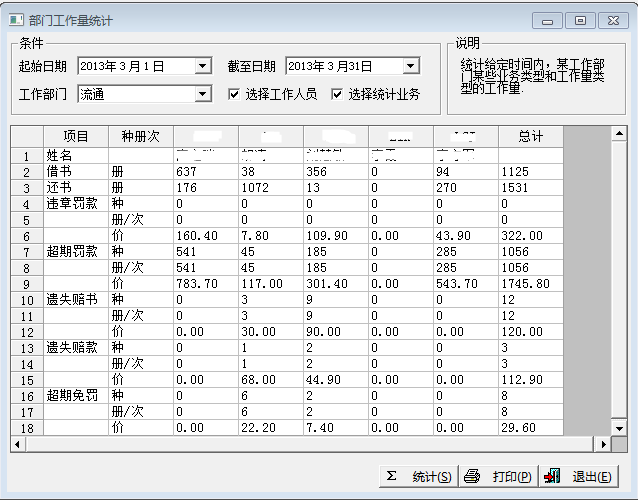 部门工作量统计
条件
起始日期 2013年 3月 1日 截至日期 2013年 3月31日
工作部门 流通 选择工作人员 选择统计业务
说明
统计给定时间内，某工作部
门某些业务类型和工作量类
型的工作量.
项目 种册次 总计
1 姓名
2 借书 册 637 38 356 0 94 1125
3 还书 册 176 1072 13 0 270 1531
4 违章罚款 种 0 0 0 0 0 0
5 册/次 0 0 0 0 0 0
6 价 160.40 7.80 109.90 0.00 43.90 322.00
7 超期罚款 种 541 45 185 0 285 1056
8 册/次 541 45 185 0 285 1056
9 价 783.70 117.00 301.40 0.00 543.70 1745.80
10 遗失赔书 种 0 3 9 0 0 12
11 册/次 0 3 9 0 0 12
12 价 0.00 30.00 90.00 0.00 0.00 120.00
13 遗失赔款 种 0 1 2 0 0 3
14 册/次 0 1 2 0 0 3
15 价 0.00 68.00 44.90 0.00 0.00 112.90
16 超期免罚 种 0 6 2 0 0 8
17 册/次 0 6 2 0 0 8
18 价 0.00 22.20 7.40 0.00 0.00 29.60
Σ 统计(S) 打印(P) 退出(E)